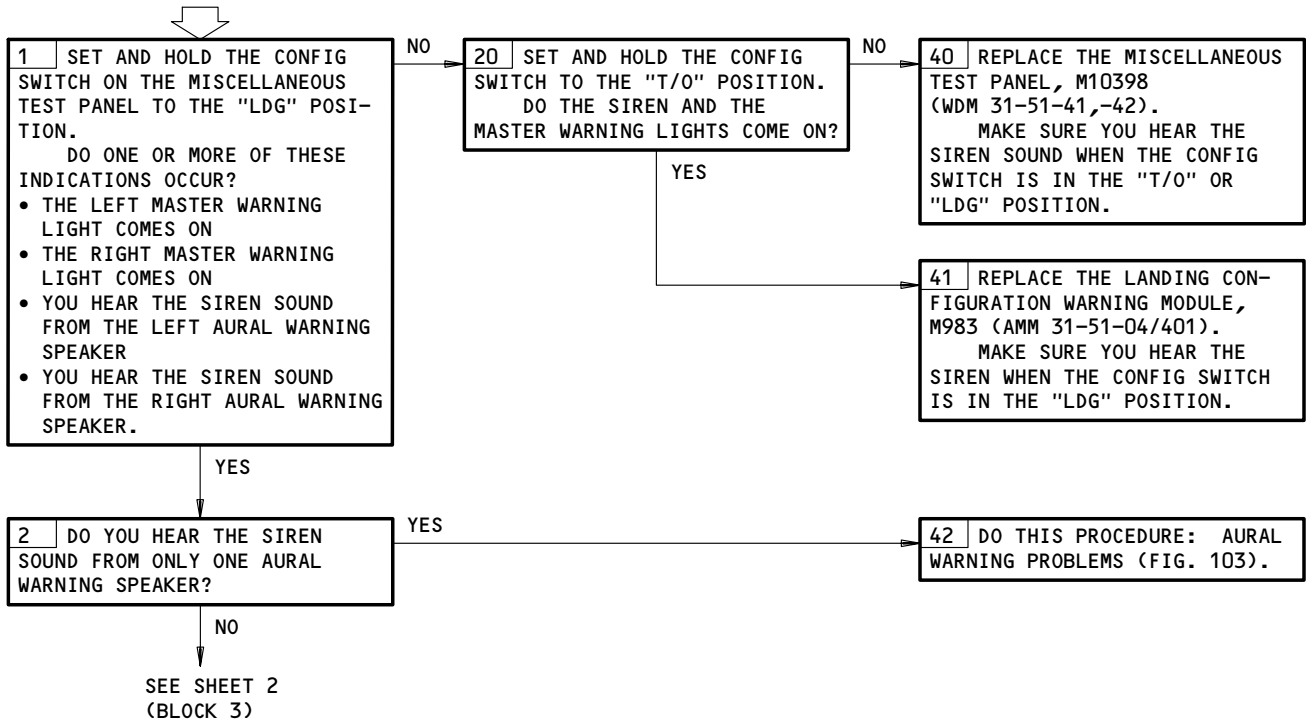 1 SET AND HOLD THE CONFIG
SWITCH ON THE MISCELLANEOUS
TEST PANEL TO THE "LDG" POSI-
TION.
DO ONE OR MORE OF THESE
INDICATIONS OCCUR?
• THE LEFT MASTER WARNING
LIGHT COMES ON
• THE RIGHT MASTER WARNING
LIGHT COMES ON
• YOU HEAR THE SIREN SOUND
FROM THE LEFT AURAL WARNING
SPEAKER
• YOU HEAR THE SIREN SOUND
FROM THE RIGHT AURAL WARNING
SPEAKER.
NO
20 SET AND HOLD THE CONFIG
SWITCH TO THE "T/O" POSITION.
DO THE SIREN AND THE
MASTER WARNING LIGHTS COME ON?
NO
40 REPLACE THE MISCELLANEOUS
TEST PANEL, M10398
(WDM 31-51-41,-42).
MAKE SURE YOU HEAR THE
SIREN SOUND WHEN THE CONFIG
SWITCH IS IN THE "T/O" OR
"LDG" POSITION.
YES
41 REPLACE THE LANDING CON-
FIGURATION WARNING MODULE,
M983 (AMM 31-51-04/401).
MAKE SURE YOU HEAR THE
SIREN WHEN THE CONFIG SWITCH
IS IN THE "LDG" POSITION.
YES
2 DO YOU HEAR THE SIREN
SOUND FROM ONLY ONE AURAL
WARNING SPEAKER?
YES
42 DO THIS PROCEDURE: AURAL
WARNING PROBLEMS (FIG. 103).
NO
SEE SHEET 2
(BLOCK 3)